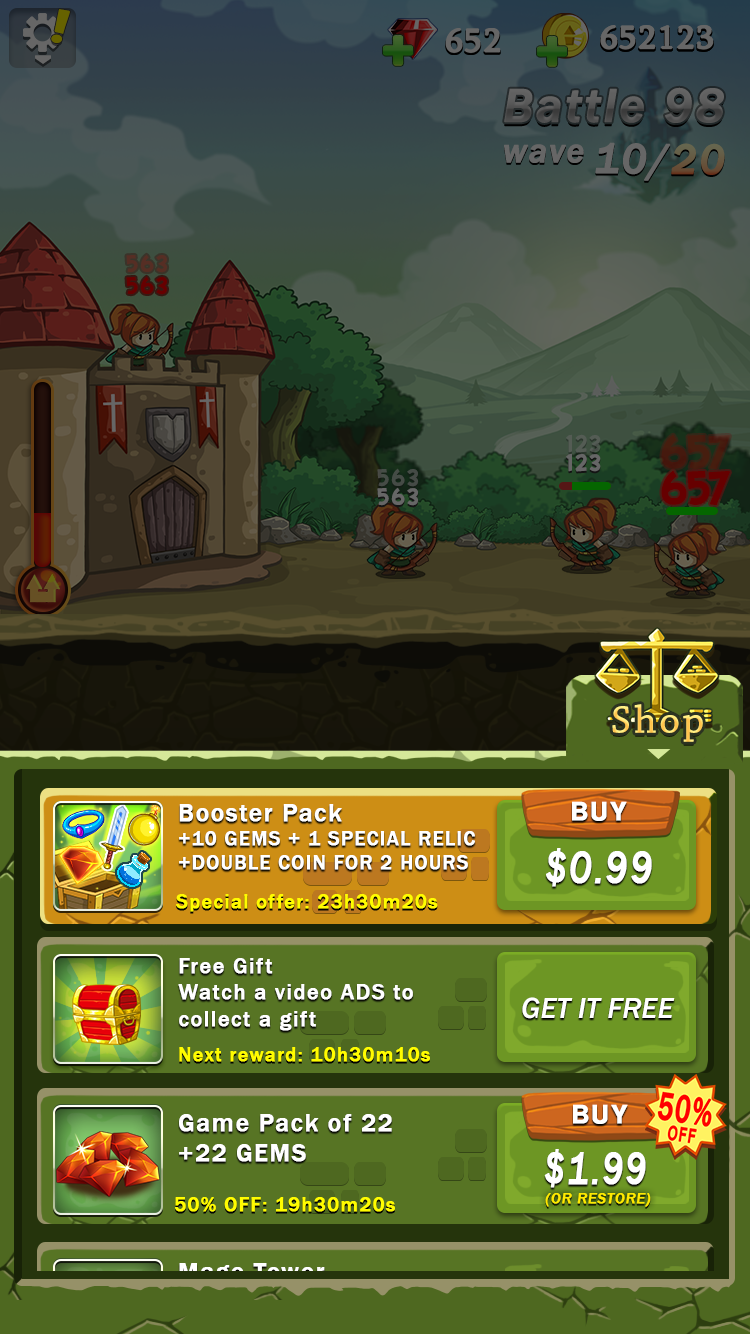 652
652123
Battle 98
wave 10/20
563
563
563
563
123
123
657
657
Shop
Booster Pack
+10 GEMS + 1 SPECIAL RELIC
+DOUBLE COIN FOR 2 HOURS
Special offer: 23h30m20s
BUY
$0.99
Free Gift
Watch a video ADS to
collect a gift
Next reward: 10h30m10s
GET IT FREE
Game Pack of 22
+22 GEMS
50% OFF: 19h30m20s
BUY
50%
OFF
$1.99
(OR RESTORE)
Mage Tower